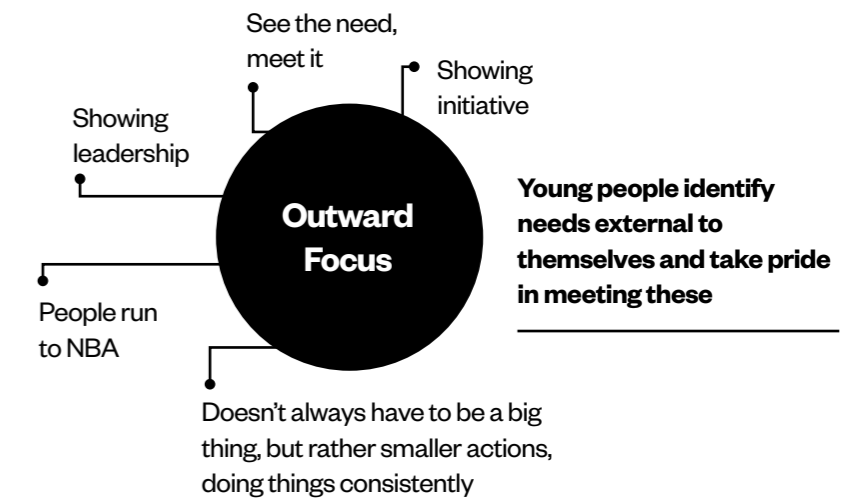 See the need,
meet it
Showing
initiative
Showing
leadership
Outward
Focus
Young people identify
needs external to
themselves and take pride
in meeting these
People run
to NBA
Doesn’t always have to be a big
thing, but rather smaller actions,
doing things consistently